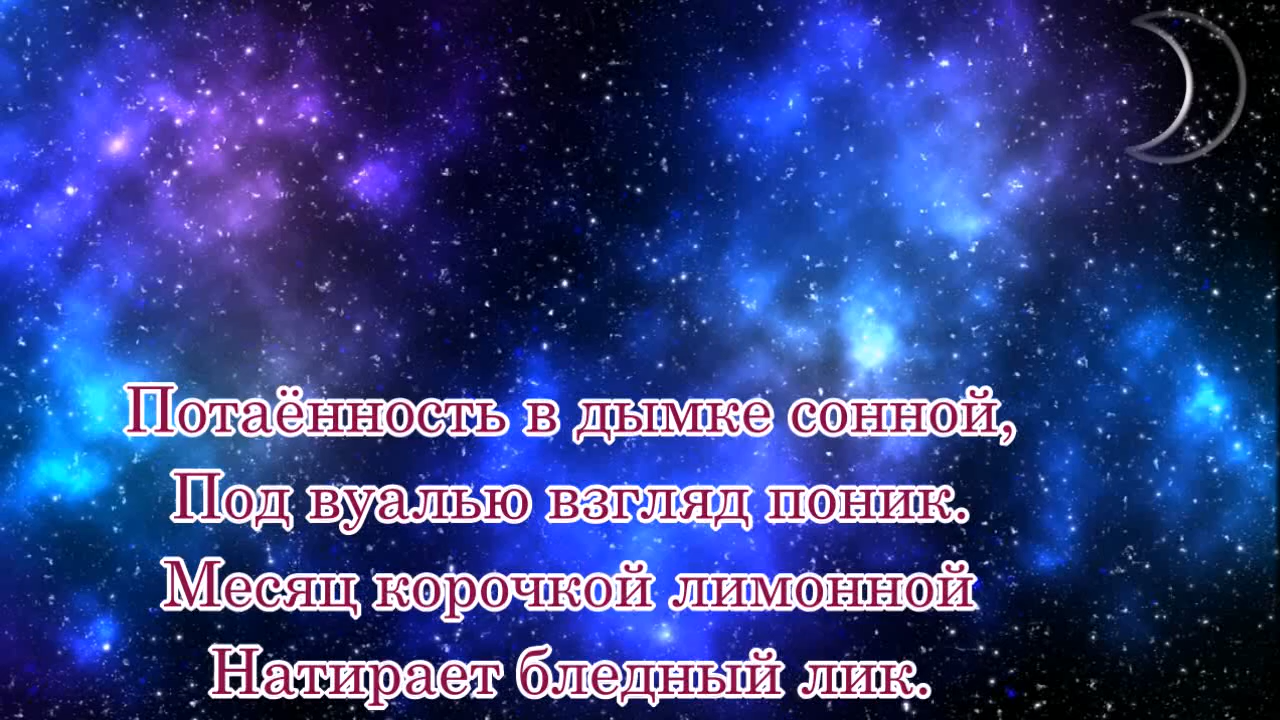 Потаённость в дымке сонной,
Под вуалью взгляд поник.
Месяц корочкой лимонной
Натирает бледный лик.